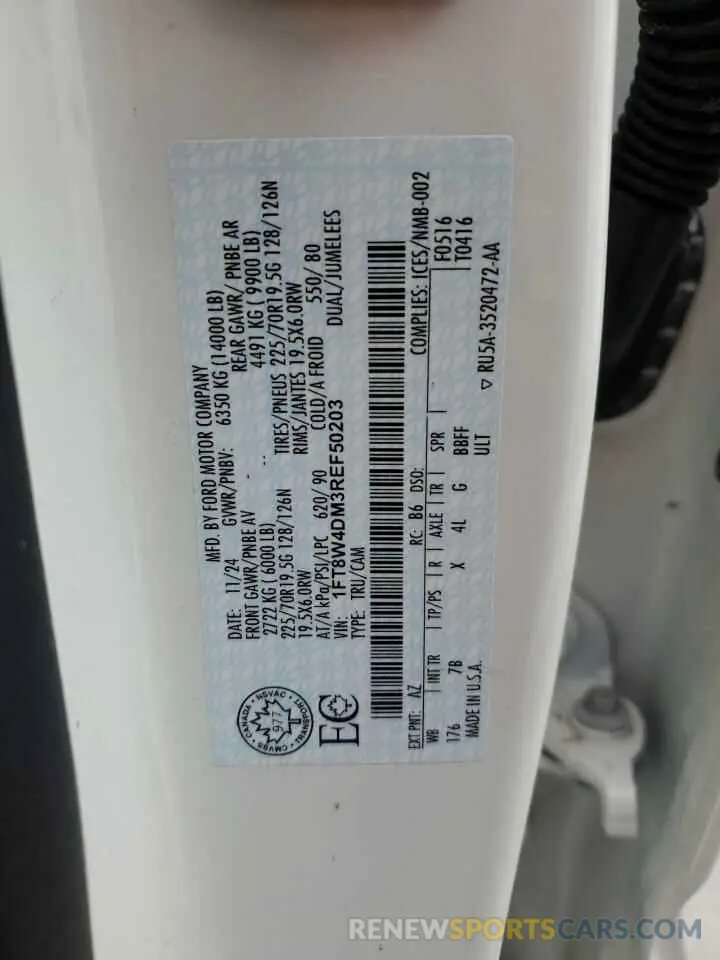 MFD. BY FORD MOTOR COMPANY
DATE: 11/24 GVWR/PNBV: 6350 KG (14000 LB)
FRONT GAWR/PNBE AV REAR GAWR/ PNBE AR
2722 KG ( 6000 LB) 4491 KG ( 9900 LB)
225/70R19.5G 128/126N TIRES/PNEUS 225/70R19.5G 128/126N
19.5X6.0RW RIMS/JANTES 19.5X6.0RW
AT/A kPa/PSI/LPC 620/ 90 COLD/A FROID 550/ 80
VIN: 1FT8W4DM3REF50203 DUAL/JUMELEES
TYPE: TRU/CAM
CANADA • NSVAC • TRANSPORT • CMVSS •
977
EC
COMPLIES: ICES/NMB-002
EXT PNT: AZ RC: B6 DSO: F0516
WB INT TR TP/PS R AXLE TR SPR T0416
176 7B X 4L G BBFF
MADE IN U.S.A. ULT ▽ RU5A-3520472-AA
RENEWSPORTSCARS.COM